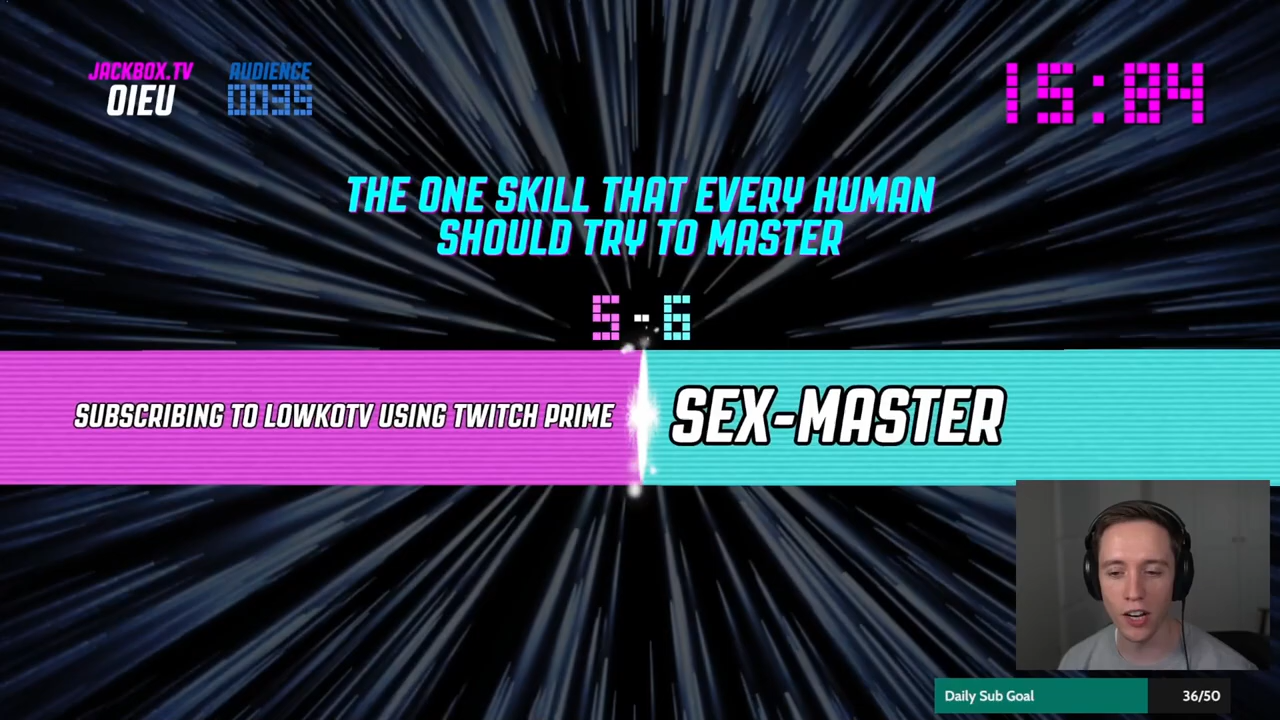 JACKBOX.TV
OIEU
AUDIENCE
0035
15:84
THE ONE SKILL THAT EVERY HUMAN
SHOULD TRY TO MASTER
5-6
SUBSCRIBING TO LOWKOTV USING TWITCH PRIME
SEX-MASTER
Daily Sub Goal
36/50